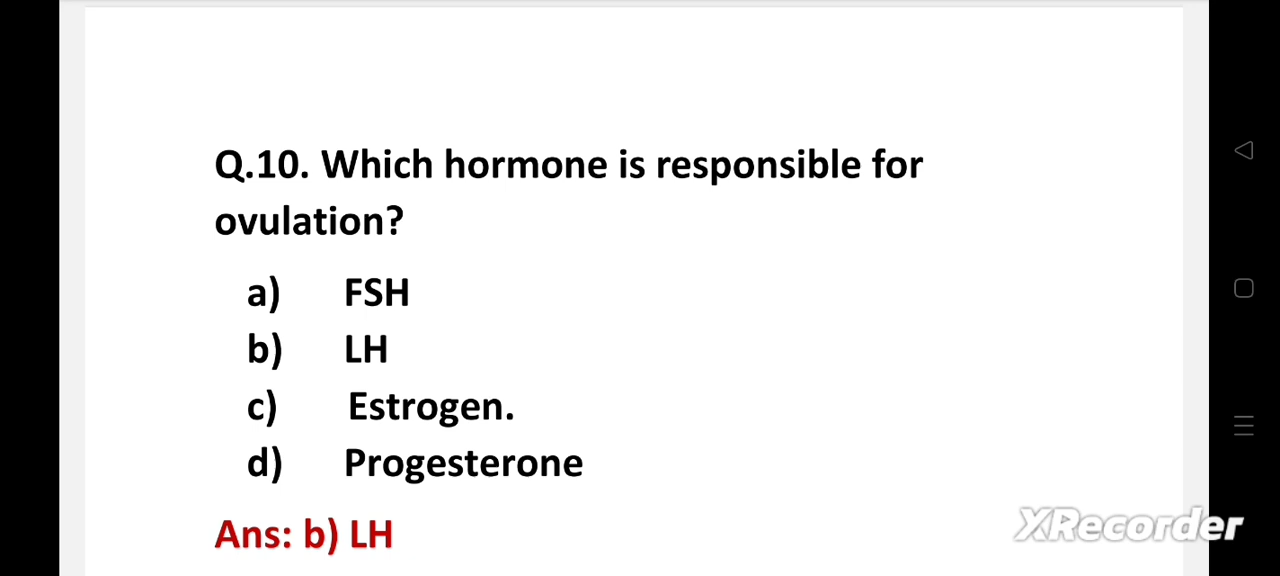 Q.10. Which hormone is responsible for
ovulation?
a) FSH
b) LH
c) Estrogen.
d) Progesterone
Ans: b) LH
XRecorder